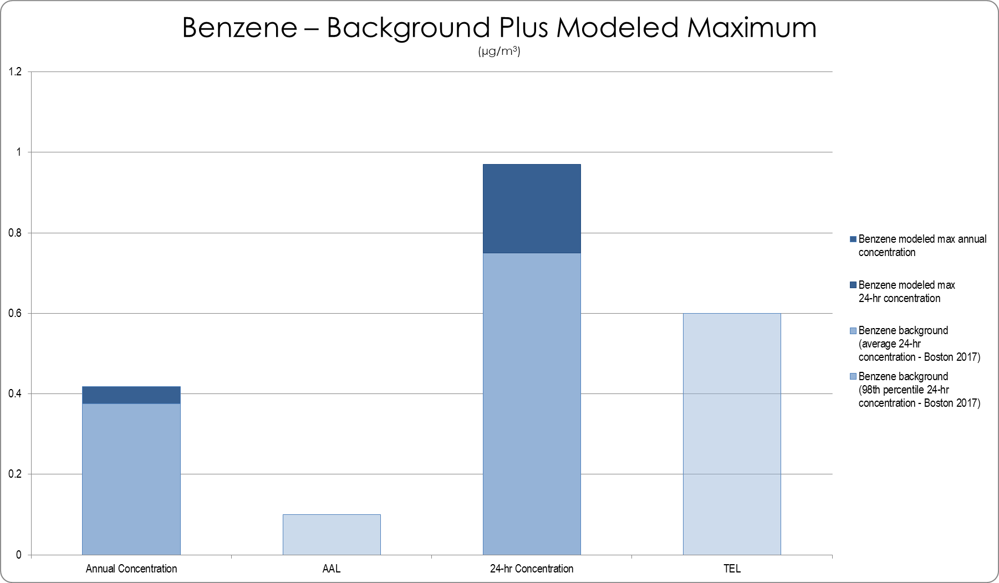 Benzene – Background Plus Modeled Maximum
(µg/m³)
1.2
1
0.8
0.6
0.4
0.2
0
Annual Concentration
AAL
24-hr Concentration
TEL
Benzene modeled max annual
concentration
Benzene modeled max
24-hr concentration
Benzene background
(average 24-hr
concentration - Boston 2017)
Benzene background
(98th percentile 24-hr
concentration - Boston 2017)